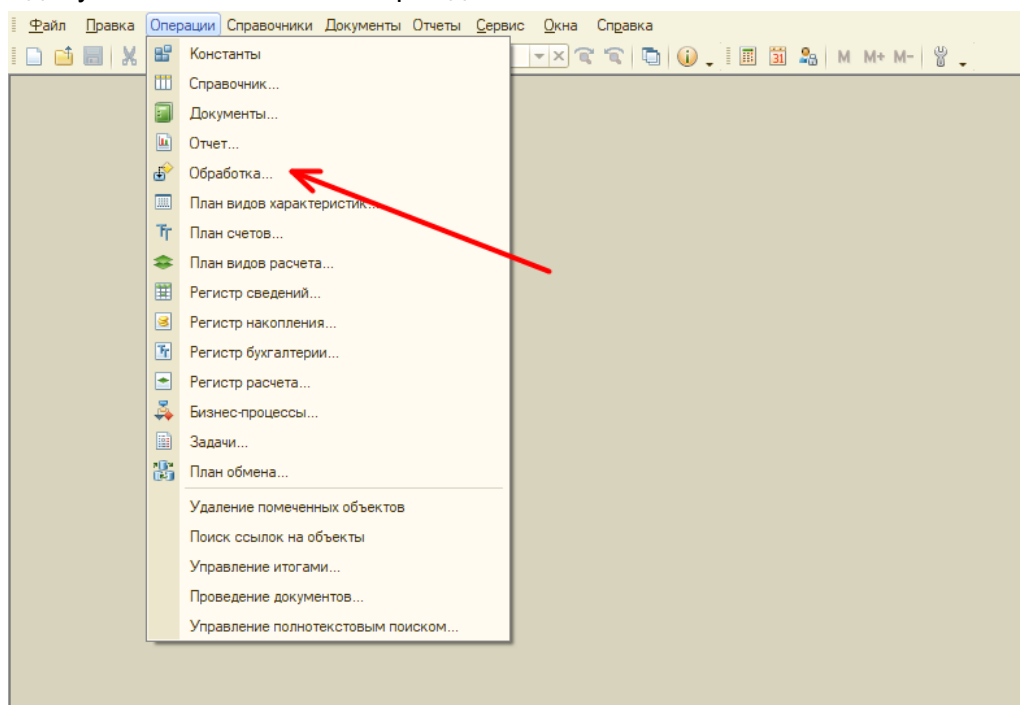 Файл Правка Операции Справочники Документы Отчеты Сервис Окна Справка
31 M M+ M-
Константы
Справочник...
Документы...
Отчет...
Обработка...
План видов характеристик...
План счетов...
План видов расчета...
Регистр сведений...
Регистр накопления...
Регистр бухгалтерии...
Регистр расчета...
Бизнес-процессы...
Задачи...
План обмена...
Удаление помеченных объектов
Поиск ссылок на объекты
Управление итогами...
Проведение документов...
Управление полнотекстовым поиском...